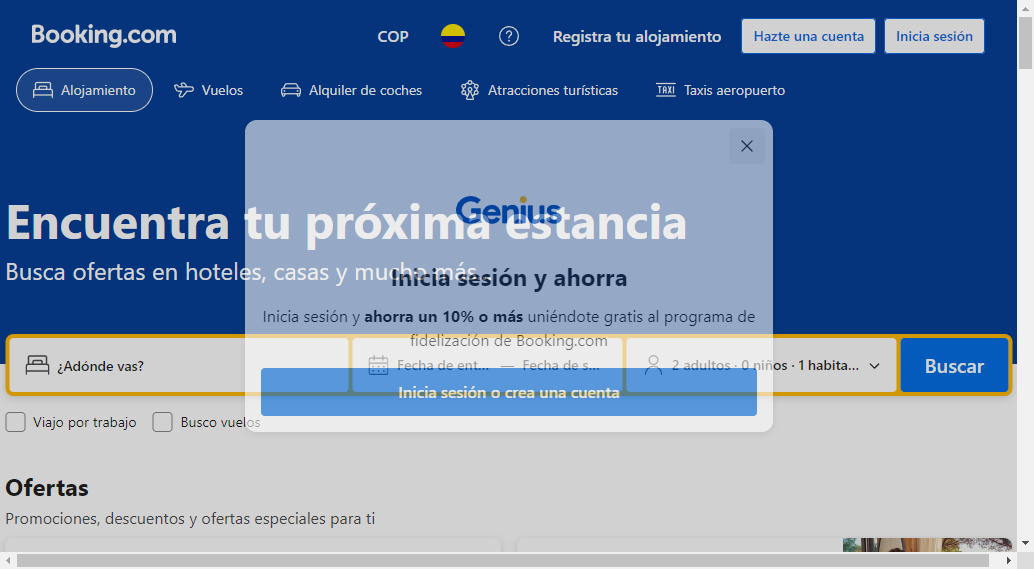 Booking.com
COP
Registra tu alojamiento
Hazte una cuenta
Inicia sesión
Alojamiento
Vuelos
Alquiler de coches
Atracciones turísticas
TAXI
Taxis aeropuerto
Genius
Encuentra tu próxima estancia
Busca ofertas en hoteles, casas y mucho más
Inicia sesión y ahorra
Inicia sesión y ahorra un 10% o más uniéndote gratis al programa de
fidelización de Booking.com
¿Adónde vas?
Fecha de ent... — Fecha de s...
2 adultos · 0 niños · 1 habita...
Buscar
Inicia sesión o crea una cuenta
Viajo por trabajo
Busco vuelos
Ofertas
Promociones, descuentos y ofertas especiales para ti